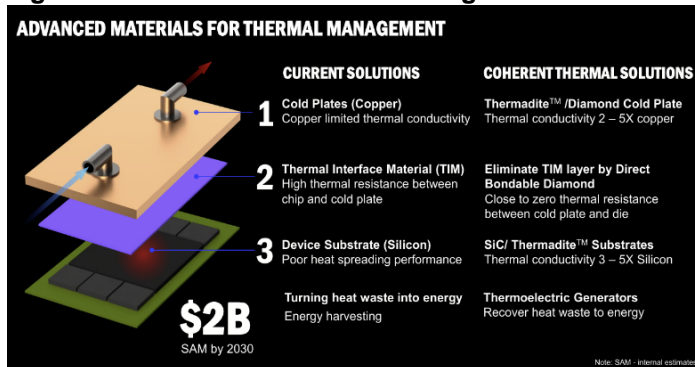 ADVANCED MATERIALS FOR THERMAL MANAGEMENT
CURRENT SOLUTIONS
COHERENT THERMAL SOLUTIONS
1
Cold Plates (Copper)
Copper limited thermal conductivity
Thermadite™ /Diamond Cold Plate
Thermal conductivity 2 – 5X copper
2
Thermal Interface Material (TIM)
High thermal resistance between
chip and cold plate
Eliminate TIM layer by Direct
Bondable Diamond
Close to zero thermal resistance
between cold plate and die
3
Device Substrate (Silicon)
Poor heat spreading performance
SiC/ Thermadite™ Substrates
Thermal conductivity 3 – 5X Silicon
Turning heat waste into energy
Energy harvesting
Thermoelectric Generators
Recover heat waste to energy
$2B
SAM by 2030
Note: SAM - internal estimates